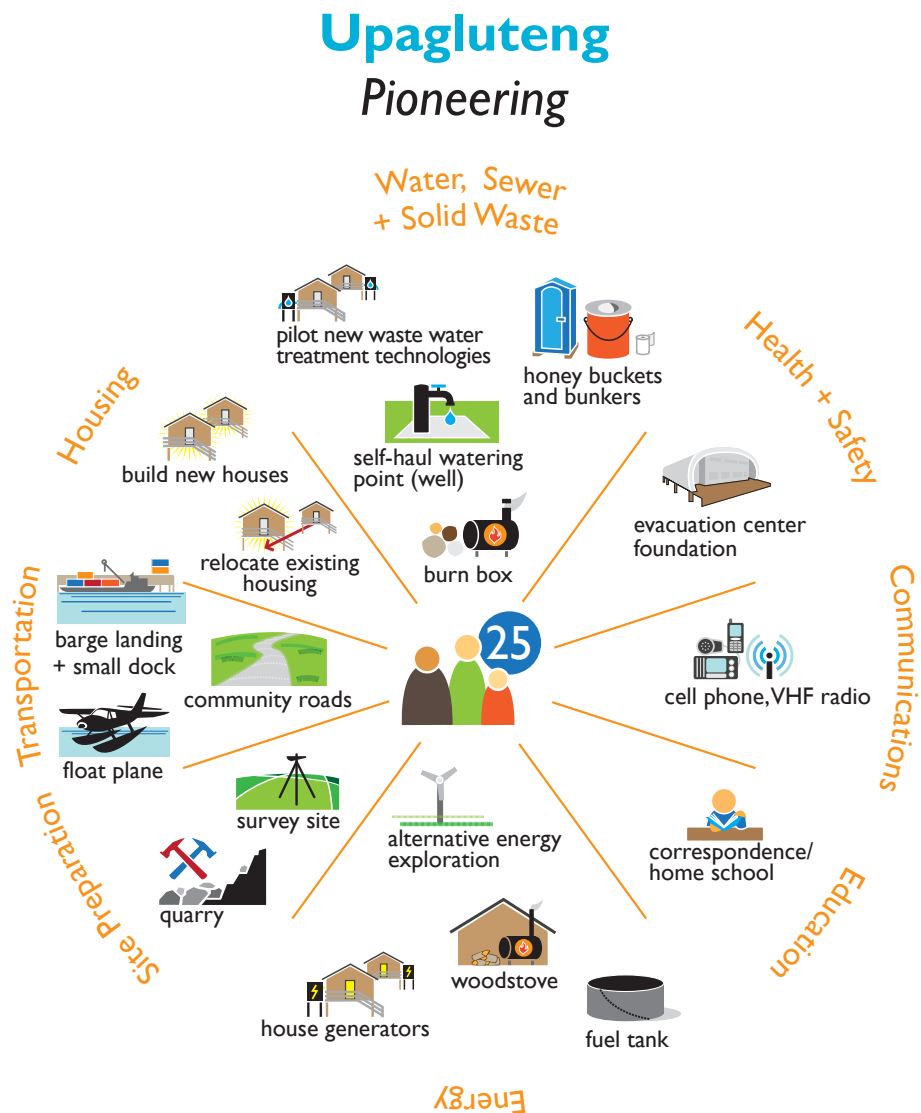 Upagluteng
Pioneering
Water, Sewer
+ Solid Waste
pilot new waste water
treatment technologies
honey buckets
and bunkers
self-haul watering
point (well)
burn box
Health + Safety
evacuation center
foundation
Housing
build new houses
relocate existing
housing
Transportation
barge landing
+ small dock
community roads
float plane
25
Communications
cell phone, VHF radio
Site Preparation
survey site
quarry
alternative energy
exploration
woodstove
house generators
fuel tank
Energy
Education
correspondence/
home school